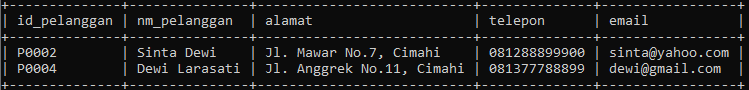 | id_pelanggan | nm_pelanggan | alamat | telepon | email |
| P0002 | Sinta Dewi | Jl. Mawar No.7, Cimahi | 081288899900 | sinta@yahoo.com |
| P0004 | Dewi Larasati | Jl. Anggrek No.11, Cimahi | 081377788899 | dewi@gmail.com |